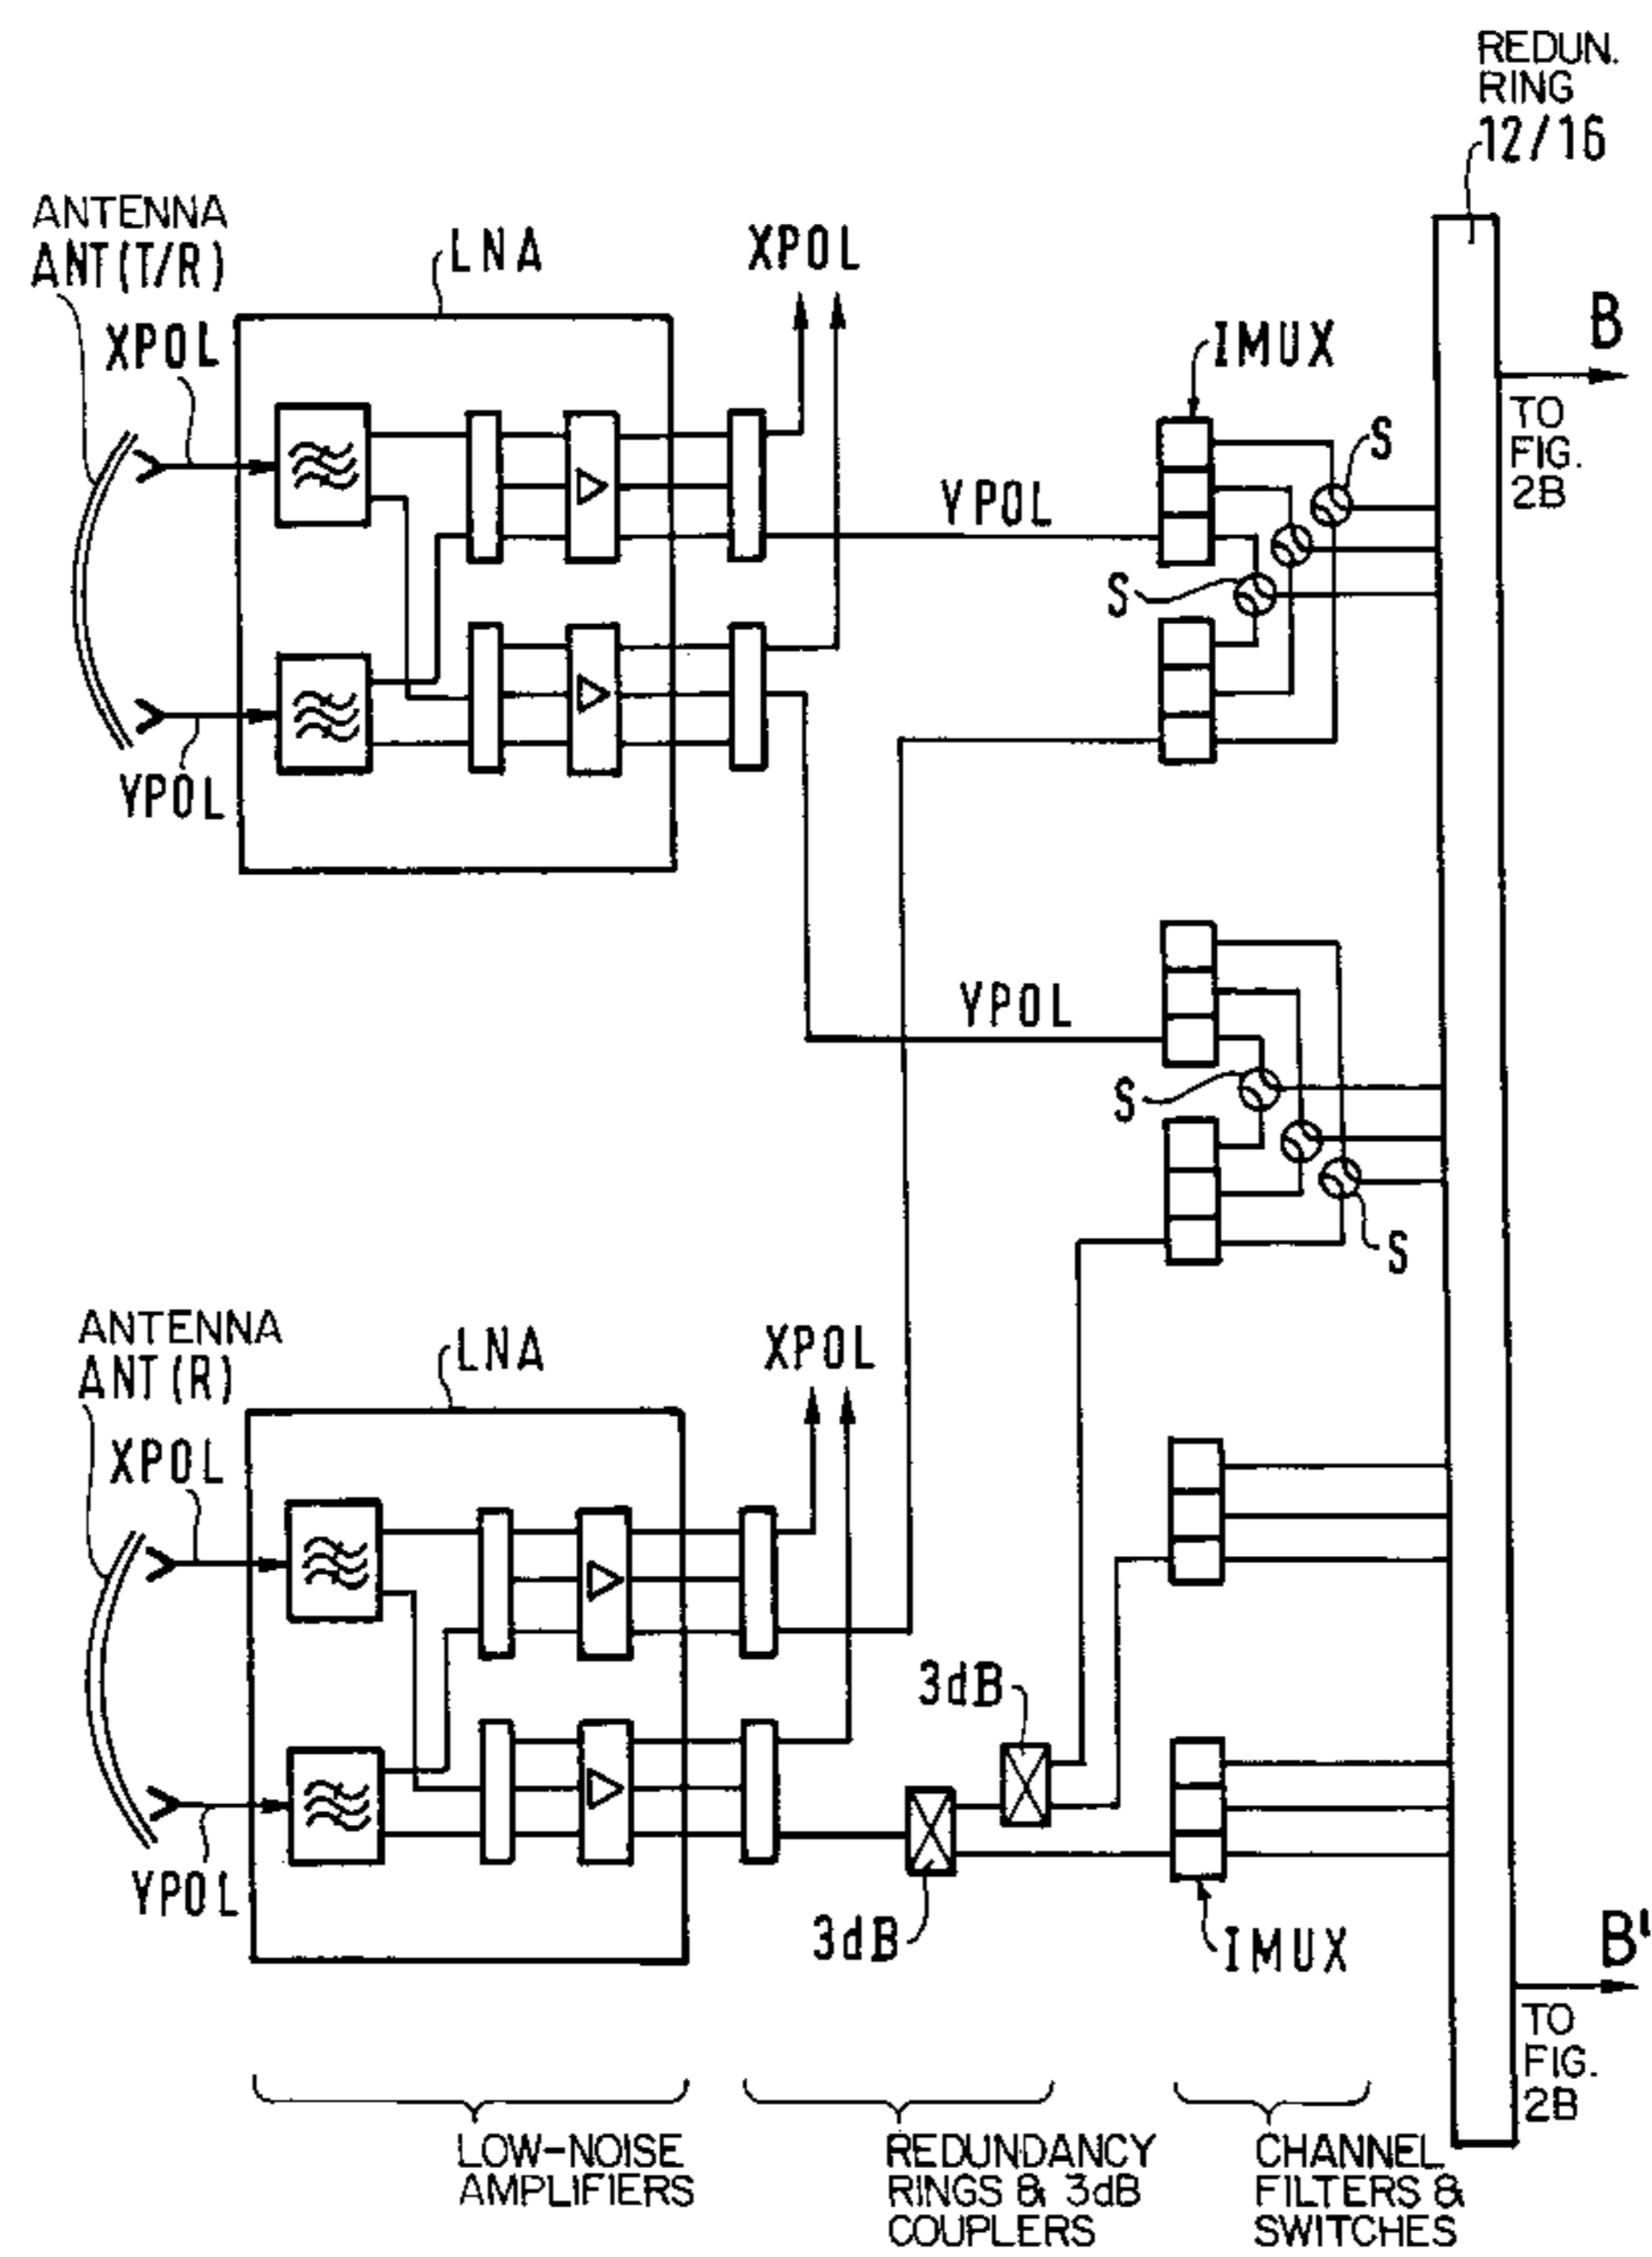 REDUN.
RING
12/16
ANTENNA
ANT(T/R)
LNA
XPOL
XPOL
IMUX
B
TO
FIG.
2B
S
YPOL
S
YPOL
YPOL
S
S
ANTENNA
ANT(R)
LNA
XPOL
XPOL
3dB
YPOL
3dB
IMUX
B'
TO
FIG.
2B
LOW-NOISE
AMPLIFIERS
REDUNDANCY
RINGS & 3dB
COUPLERS
CHANNEL
FILTERS &
SWITCHES